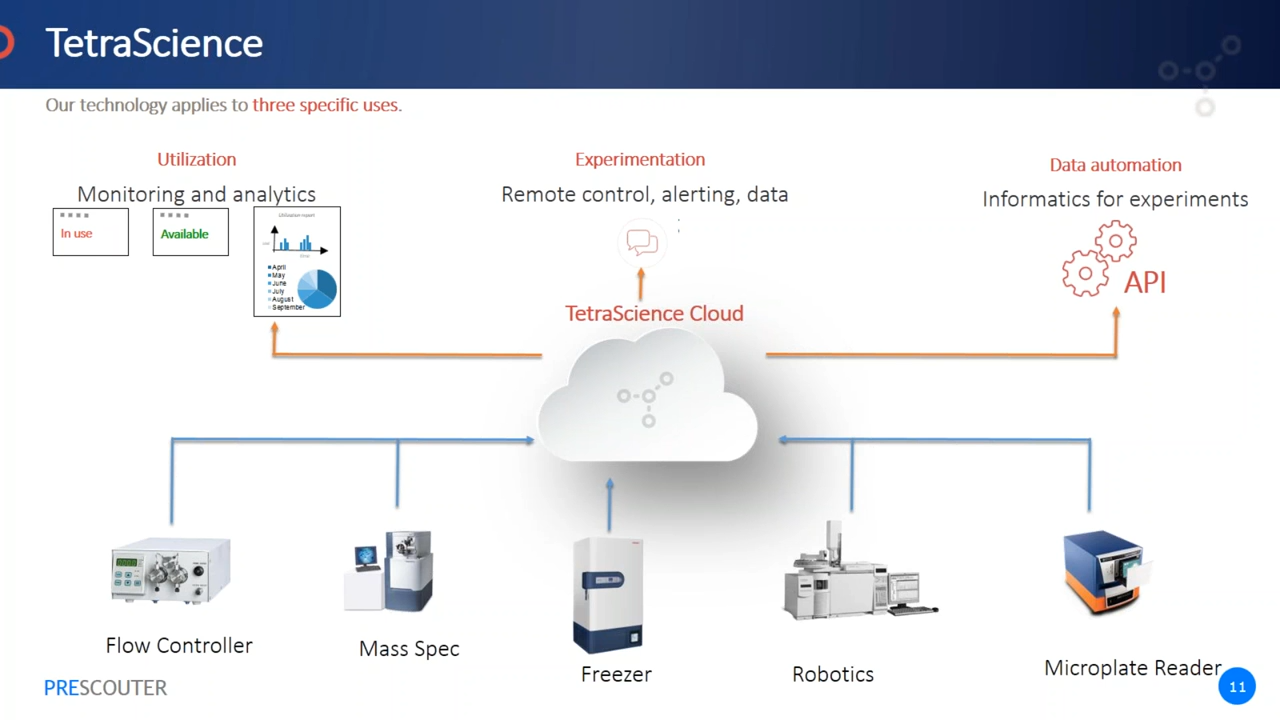 TetraScience
Our technology applies to three specific uses.
Utilization
Monitoring and analytics
In use
Available
Utilization report
April
May
June
July
August
September
Experimentation
Remote control, alerting, data
Data automation
Informatics for experiments
API
TetraScience Cloud
Flow Controller
Mass Spec
Freezer
Robotics
Microplate Reader
PRESCOUTER
11